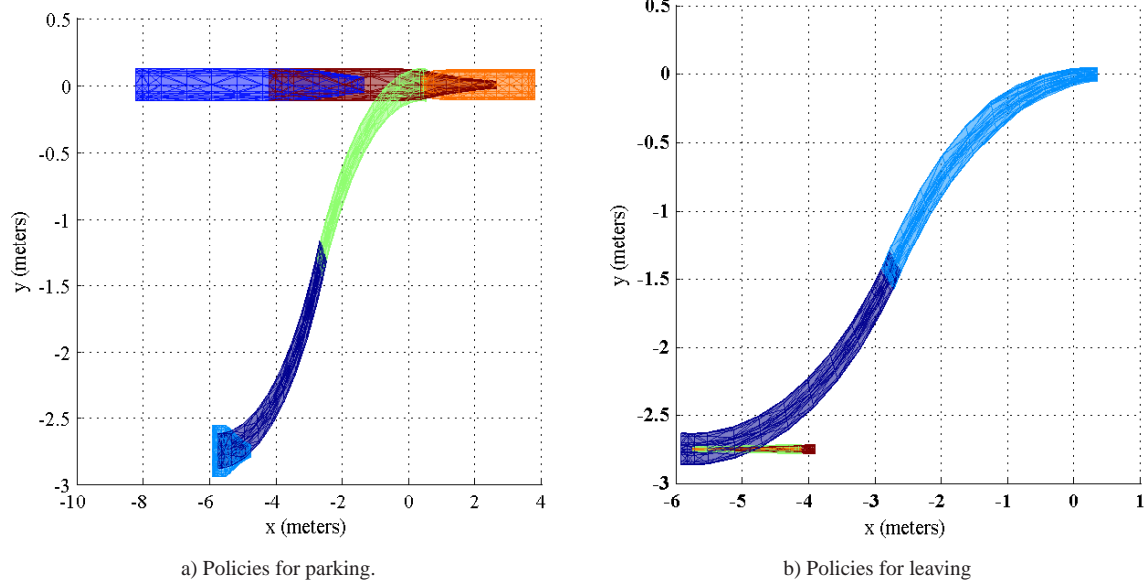 0.5
0
-0.5
-1
-1.5
-2
-2.5
-3
y (meters)
-10 -8 -6 -4 -2 0 2 4
x (meters)
a) Policies for parking.
0.5
0
-0.5
-1
-1.5
-2
-2.5
-3
y (meters)
-6 -5 -4 -3 -2 -1 0 1
x (meters)
b) Policies for leaving